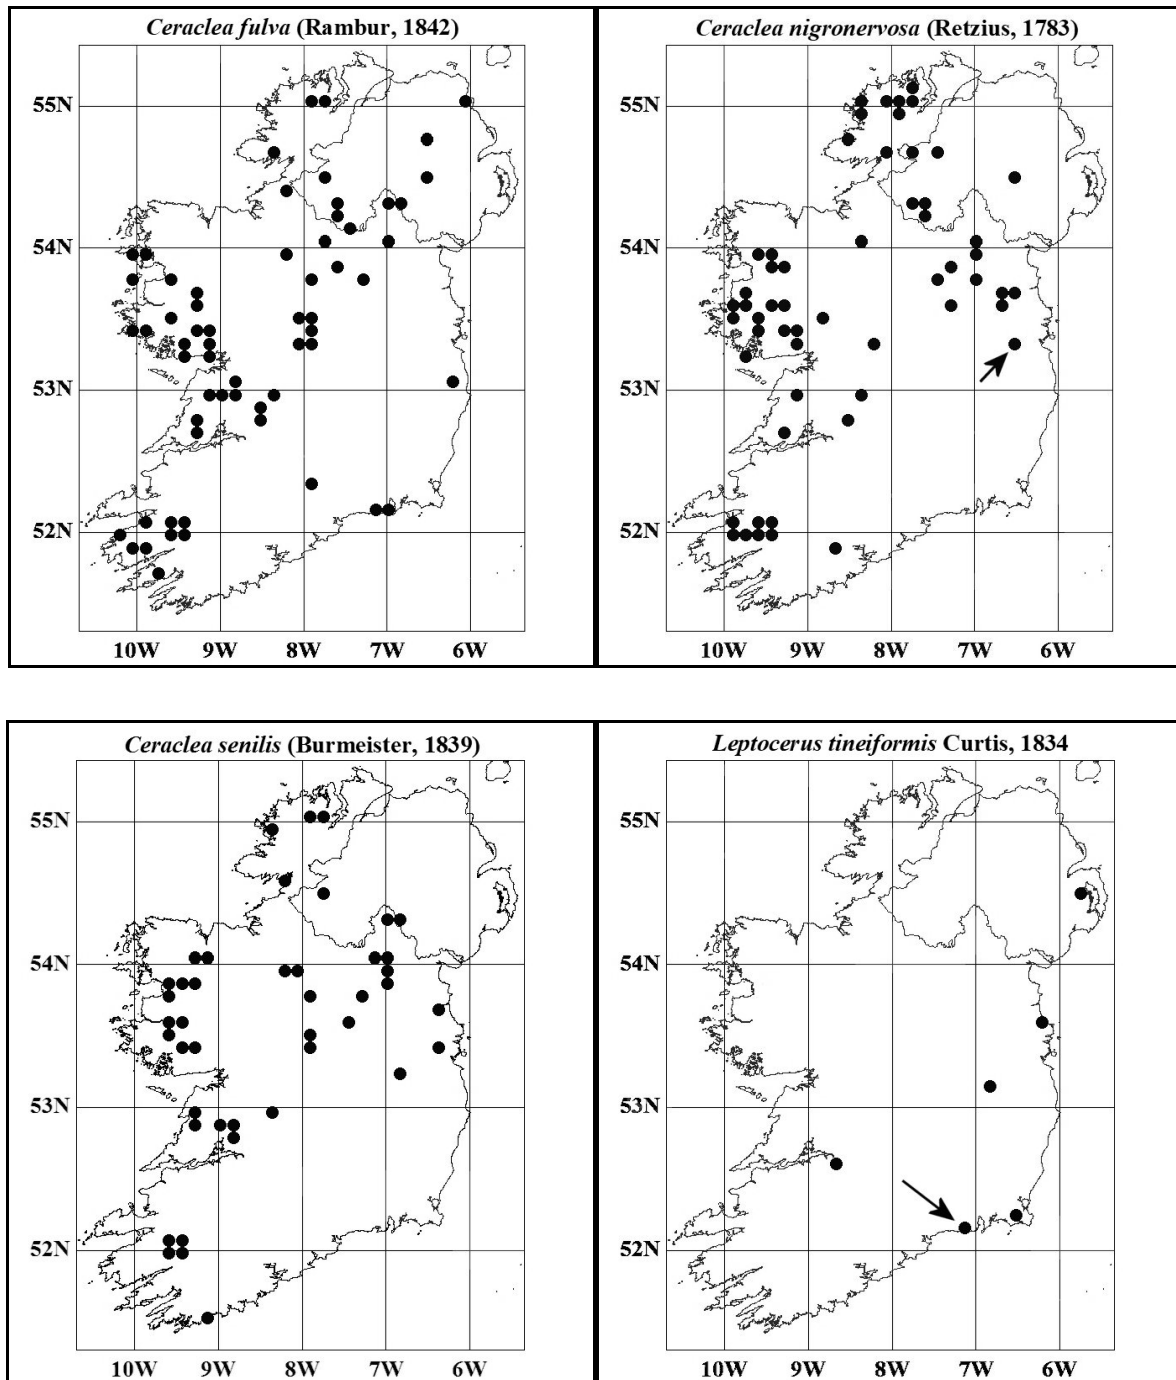 Ceraclea fulva (Rambur, 1842)
55N
54N
53N
52N
10W 9W 8W 7W 6W
Ceraclea nigronervosa (Retzius, 1783)
55N
54N
53N
52N
10W 9W 8W 7W 6W
Ceraclea senilis (Burmeister, 1839)
55N
54N
53N
52N
10W 9W 8W 7W 6W
Leptocerus tineiformis Curtis, 1834
55N
54N
53N
52N
10W 9W 8W 7W 6W